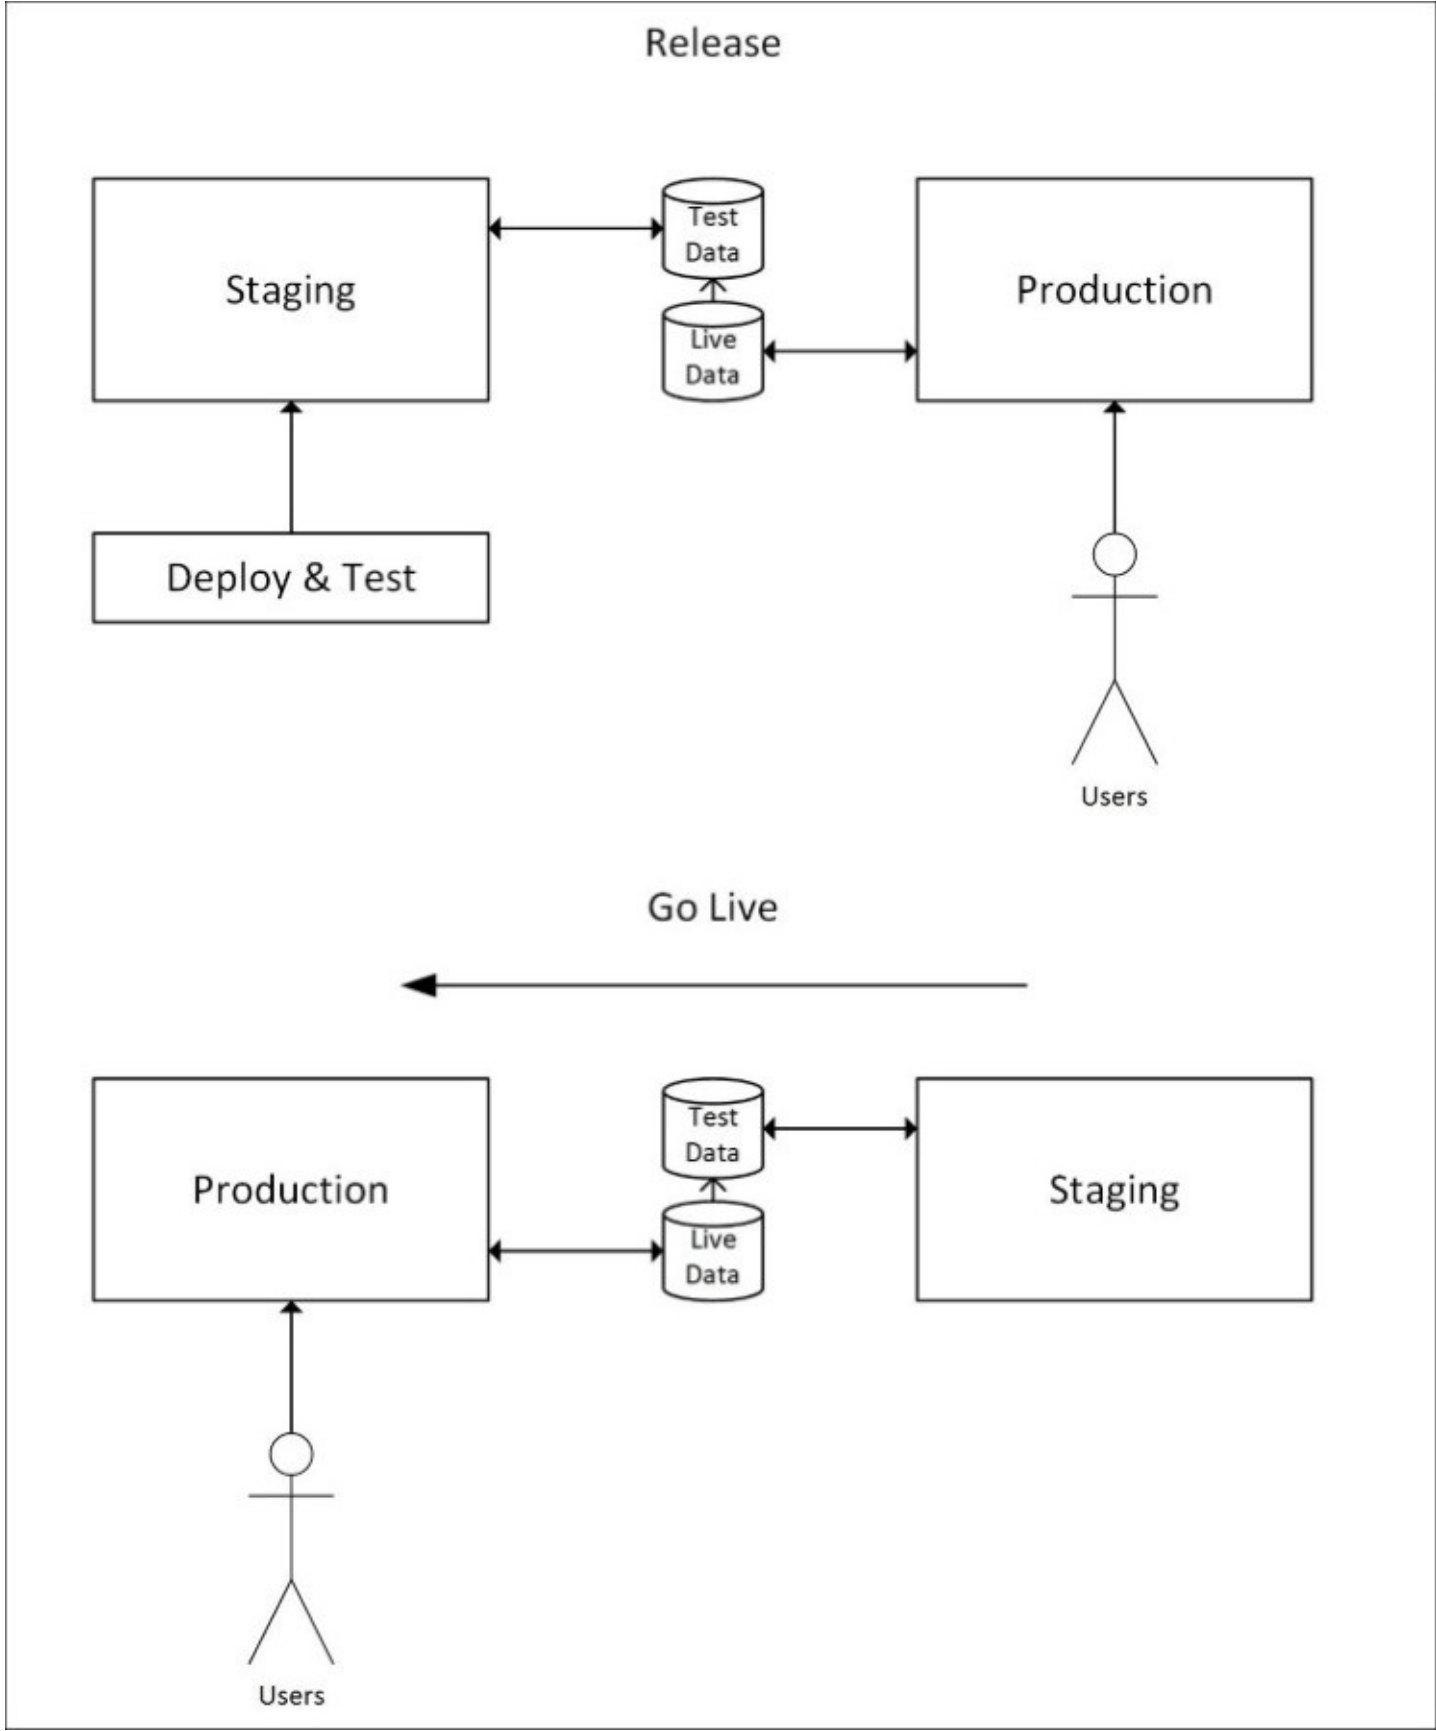 Release
Staging
Test
Data
Live
Data
Production
Deploy & Test
Users
Go Live
Production
Test
Data
Live
Data
Staging
Users